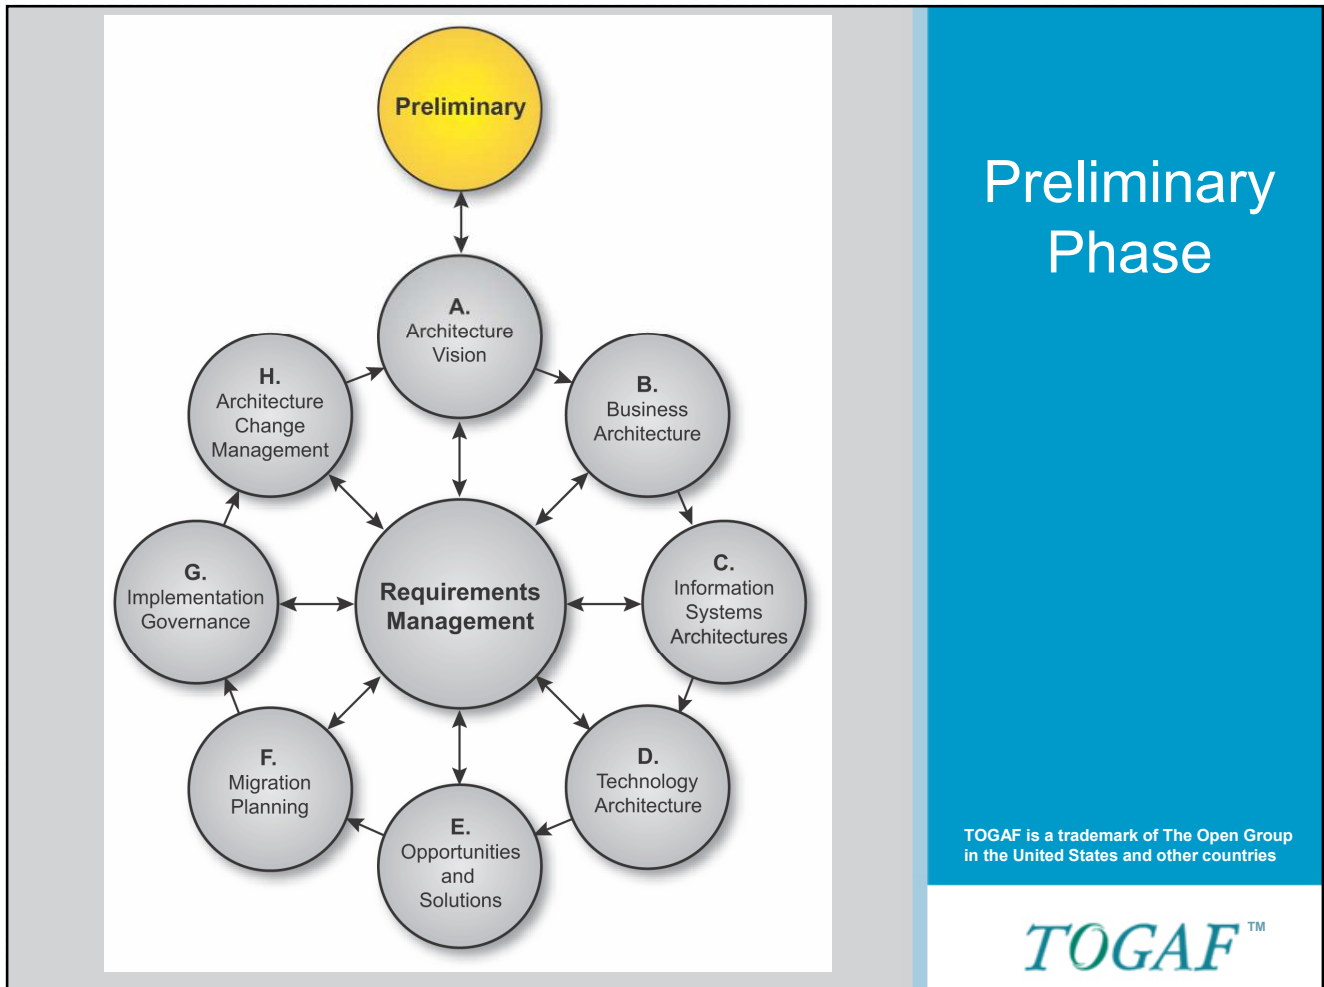 Preliminary
A.
Architecture
Vision
H.
Architecture
Change
Management
B.
Business
Architecture
G.
Implementation
Governance
Requirements
Management
C.
Information
Systems
Architectures
F.
Migration
Planning
D.
Technology
Architecture
E.
Opportunities
and
Solutions
Preliminary
Phase
TOGAF is a trademark of The Open Group
in the United States and other countries
TOGAF™